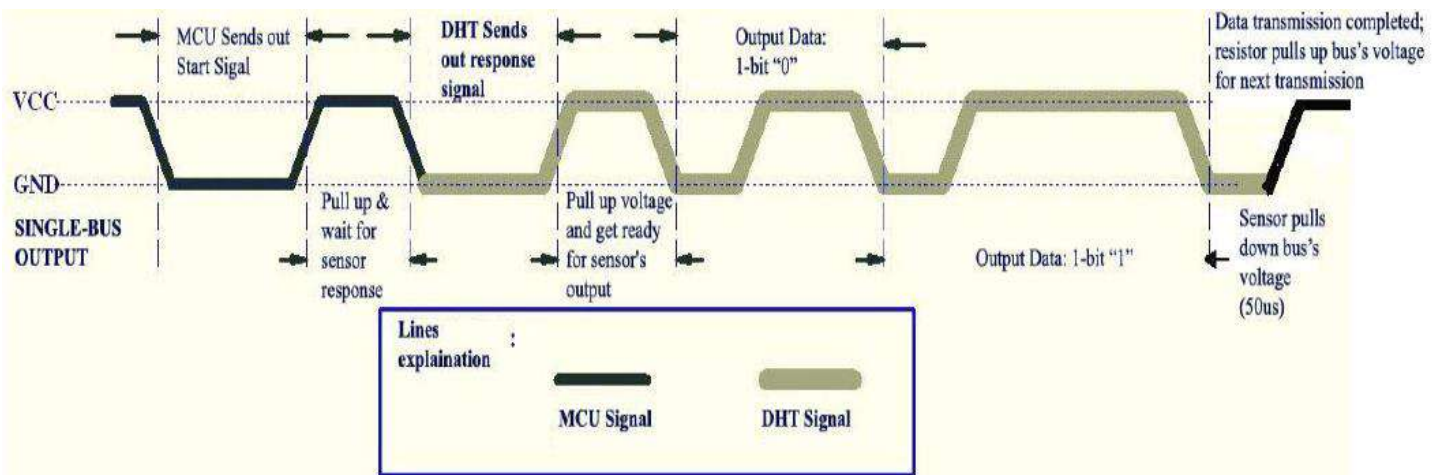 MCU Sends out
Start Sigal
DHT Sends
out response
signal
Output Data:
1-bit “0”
Data transmission completed;
resistor pulls up bus’s voltage
for next transmission
VCC
GND
SINGLE-BUS
OUTPUT
Pull up &
wait for
sensor
response
Pull up voltage
and get ready
for sensor's
output
Output Data: 1-bit “1”
Sensor pulls
down bus’s
voltage
(50us)
Lines :
explaination
MCU Signal
DHT Signal